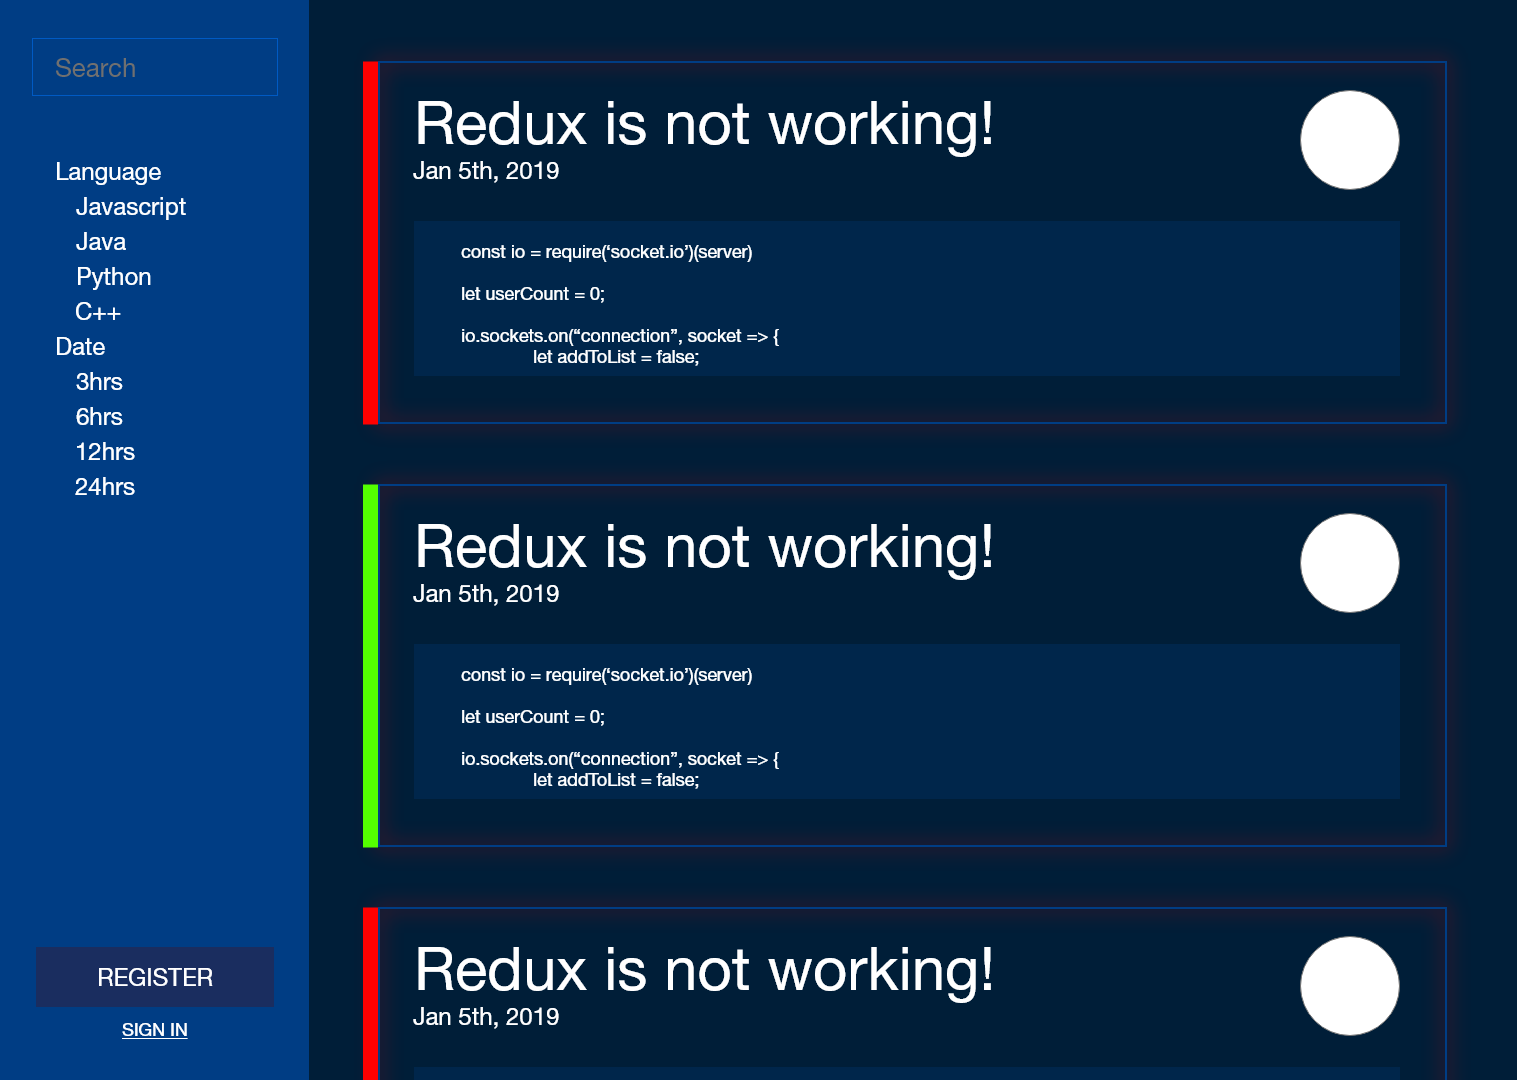 Search
Language
Javascript
Java
Python
C++
Date
3hrs
6hrs
12hrs
24hrs
REGISTER
SIGN IN
Redux is not working!
Jan 5th, 2019
const io = require(‘socket.io’)(server)
let userCount = 0;
io.sockets.on(“connection”, socket => {
let addToList = false;
Redux is not working!
Jan 5th, 2019
const io = require(‘socket.io’)(server)
let userCount = 0;
io.sockets.on(“connection”, socket => {
let addToList = false;
Redux is not working!
Jan 5th, 2019